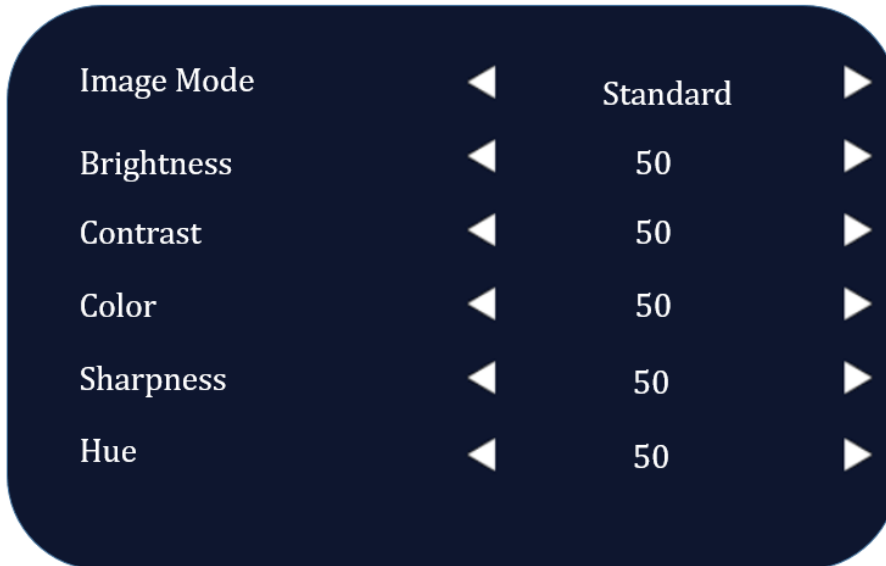 Image Mode Standard
Brightness 50
Contrast 50
Color 50
Sharpness 50
Hue 50